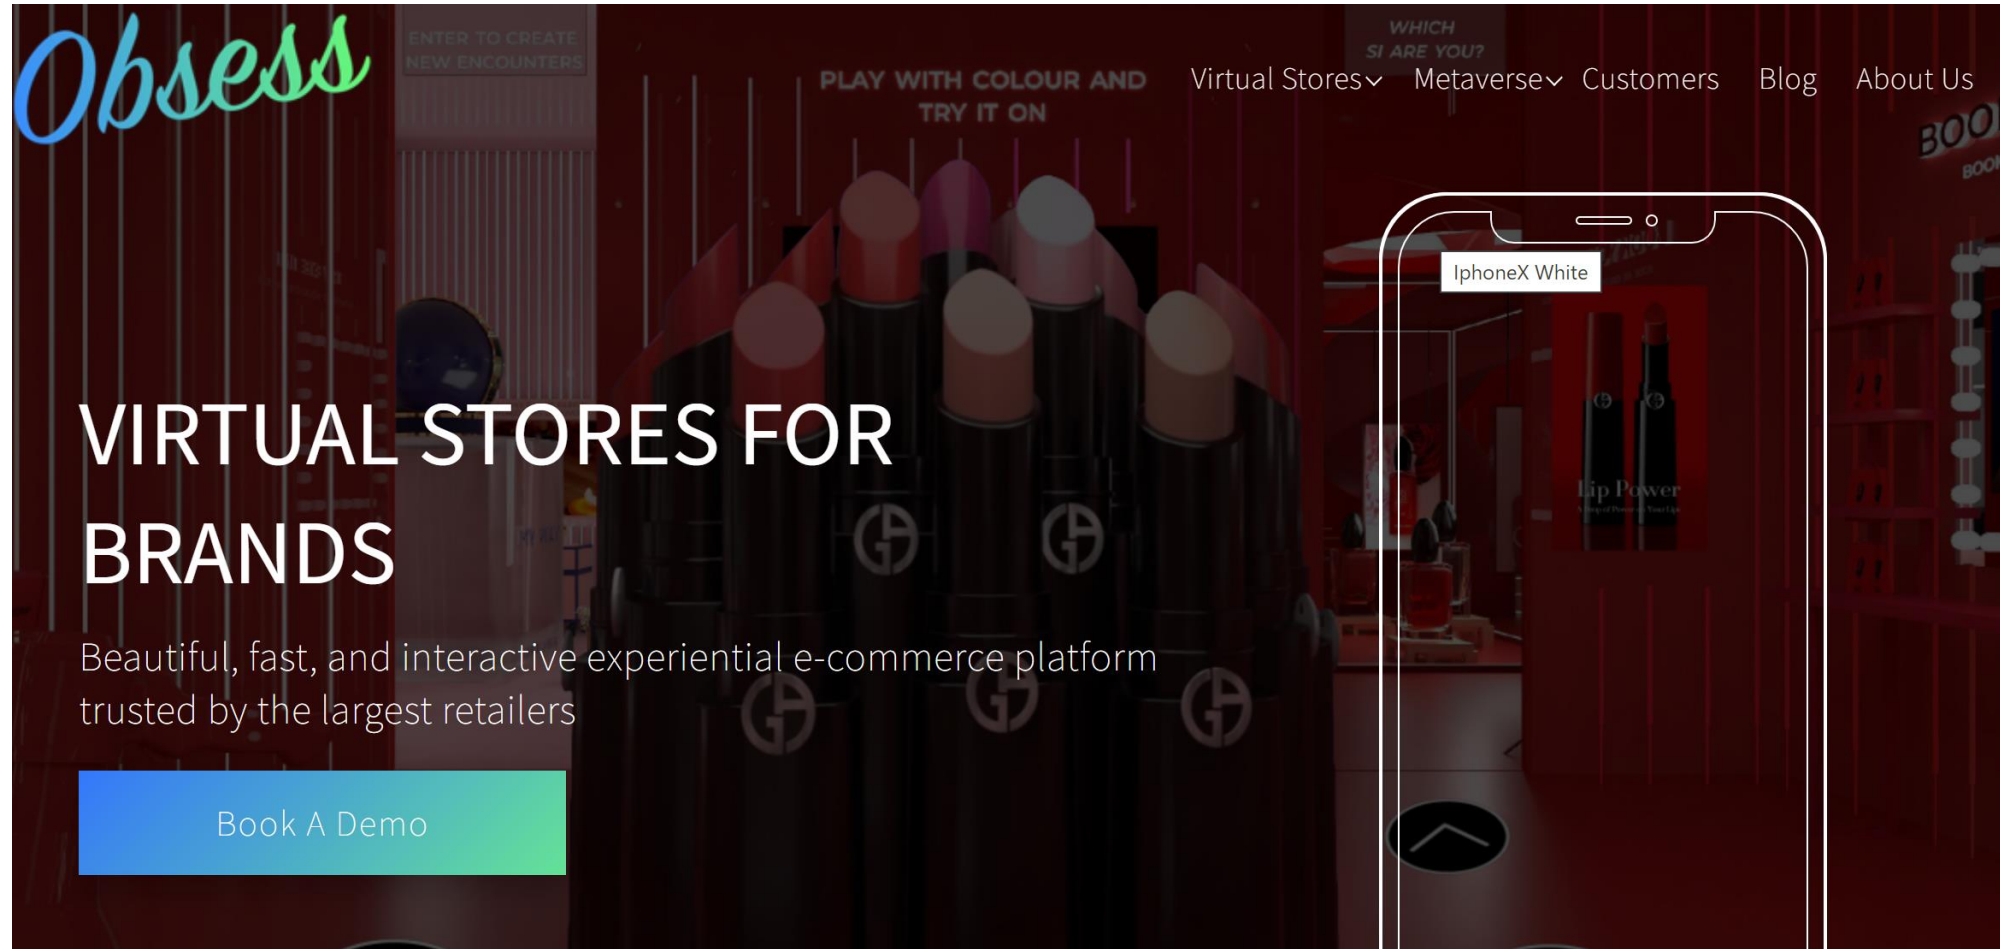 Obsess
ENTER TO CREATE
NEW ENCOUNTERS
PLAY WITH COLOUR AND
TRY IT ON
WHICH
SI ARE YOU?
Virtual Stores
Metaverse
Customers
Blog
About Us
IphoneX White
Lip Power
VIRTUAL STORES FOR
BRANDS
Beautiful, fast, and interactive experiential e-commerce platform
trusted by the largest retailers
Book A Demo